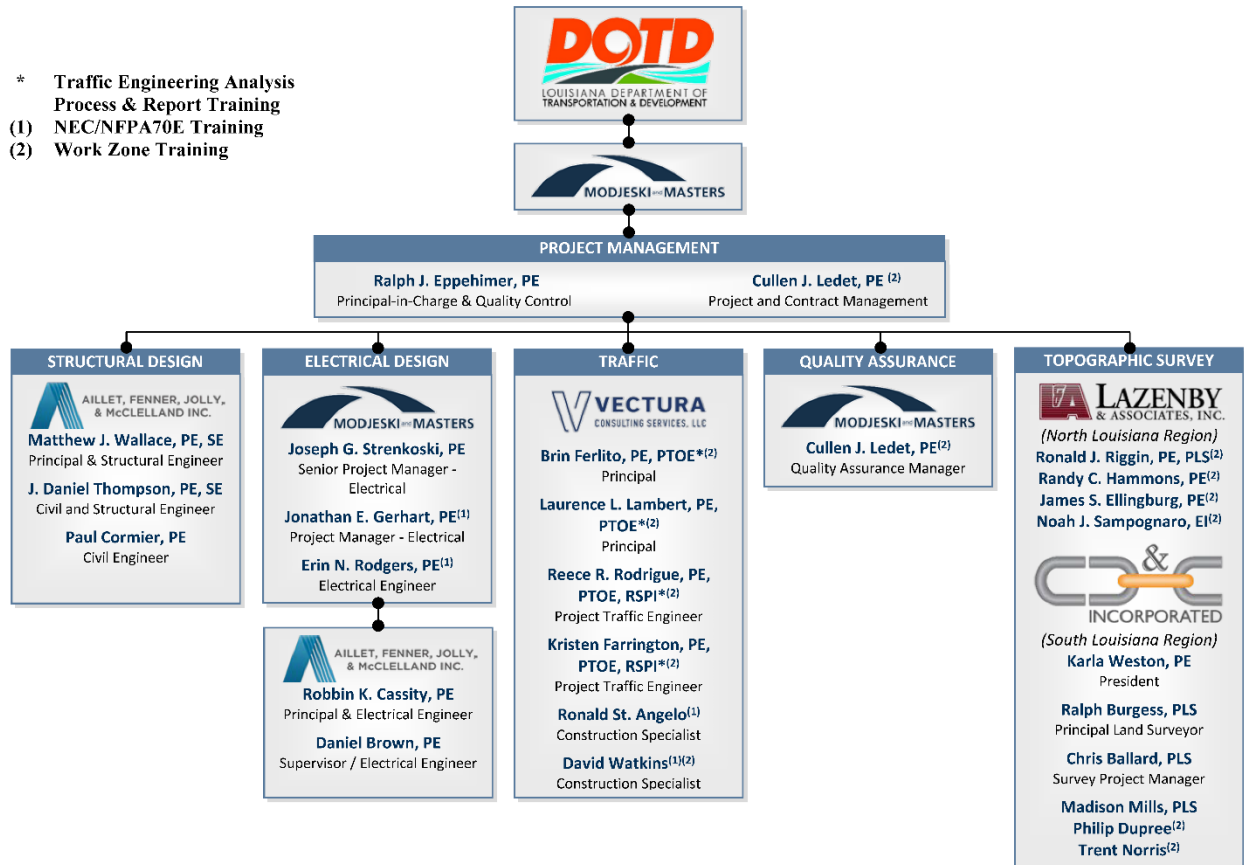 DOTD
LOUISIANA DEPARTMENT OF
TRANSPORTATION & DEVELOPMENT
* Traffic Engineering Analysis
Process & Report Training
(1) NEC/NFPA70E Training
(2) Work Zone Training
MODJESKI and MASTERS
PROJECT MANAGEMENT
Ralph J. Eppehimer, PE
Principal-in-Charge & Quality Control
Cullen J. Ledet, PE (2)
Project and Contract Management
STRUCTURAL DESIGN
AILLET, FENNER, JOLLY,
& McCLELLAND INC.
Matthew J. Wallace, PE, SE
Principal & Structural Engineer
J. Daniel Thompson, PE, SE
Civil and Structural Engineer
Paul Cormier, PE
Civil Engineer
ELECTRICAL DESIGN
MODJESKI and MASTERS
Joseph G. Strenkoski, PE
Senior Project Manager -
Electrical
Jonathan E. Gerhart, PE(1)
Project Manager - Electrical
Erin N. Rodgers, PE(1)
Electrical Engineer
AILLET, FENNER, JOLLY,
& McCLELLAND INC.
Robbin K. Cassity, PE
Principal & Electrical Engineer
Daniel Brown, PE
Supervisor / Electrical Engineer
TRAFFIC
VECTURA
CONSULTING SERVICES, LLC
Brin Ferlito, PE, PTOE*(2)
Principal
Laurence L. Lambert, PE,
PTOE*(2)
Principal
Reece R. Rodrigue, PE,
PTOE, RSPI*(2)
Project Traffic Engineer
Kristen Farrington, PE,
PTOE, RSPI*(2)
Project Traffic Engineer
Ronald St. Angelo(1)
Construction Specialist
David Watkins(1)(2)
Construction Specialist
QUALITY ASSURANCE
MODJESKI and MASTERS
Cullen J. Ledet, PE(2)
Quality Assurance Manager
TOPOGRAPHIC SURVEY
LAZENBY
& ASSOCIATES, INC.
(North Louisiana Region)
Ronald J. Riggin, PE, PLS(2)
Randy C. Hammons, PE(2)
James S. Ellingburg, PE(2)
Noah J. Sampognaro, EI(2)
C&C
INCORPORATED
(South Louisiana Region)
Karla Weston, PE
President
Ralph Burgess, PLS
Principal Land Surveyor
Chris Ballard, PLS
Survey Project Manager
Madison Mills, PLS
Philip Dupree(2)
Trent Norris(2)